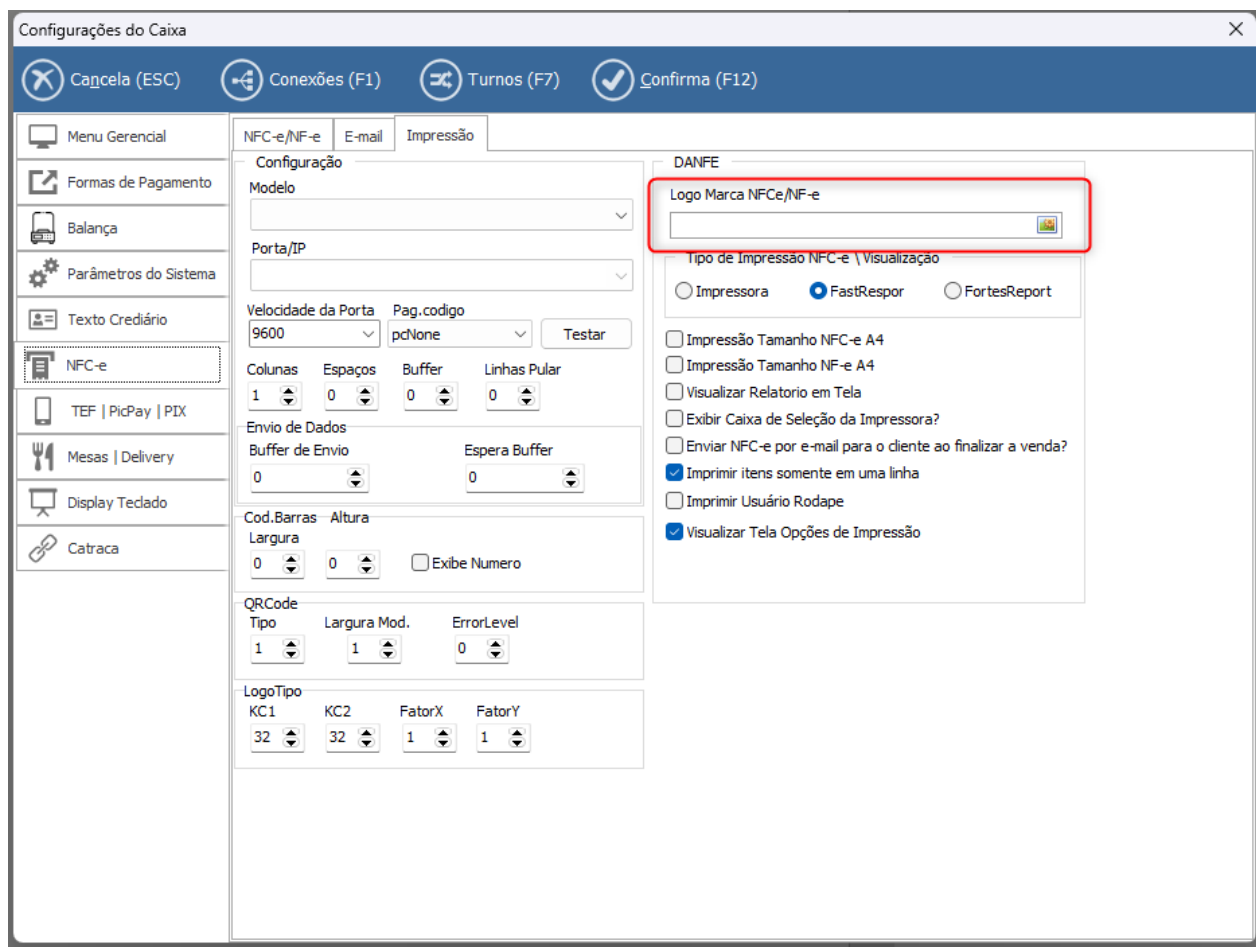 Configurações do Caixa
Cancela (ESC)
Conexões (F1)
Turnos (F7)
Confirma (F12)
Menu Gerencial
Formas de Pagamento
Balança
Parâmetros do Sistema
Texto Crediário
NFC-e
TEF | PicPay | PIX
Mesas | Delivery
Display Teclado
Catraca
NFC-e/NF-e
E-mail
Impressão
Configuração
Modelo
Porta/IP
Velocidade da Porta Pag.codigo
9600 pcNone Testar
Colunas Espaços Buffer Linhas Pular
1 0 0 0
Envio de Dados
Buffer de Envio Espera Buffer
0 0
Cod.Barras Altura
Largura
0 0 Exibe Numero
QRCode
Tipo Largura Mod. ErrorLevel
1 1 0
LogoTipo
KC1 KC2 FatorX FatorY
32 32 1 1
DANFE
Logo Marca NFCe/NF-e
Tipo de Impressão NFC-e \ Visualização
Impressora FastRespor FortesReport
Impressão Tamanho NFC-e A4
Impressão Tamanho NF-e A4
Visualizar Relatorio em Tela
Exibir Caixa de Seleção da Impressora?
Enviar NFC-e por e-mail para o cliente ao finalizar a venda?
Imprimir itens somente em uma linha
Imprimir Usuário Rodape
Visualizar Tela Opções de Impressão